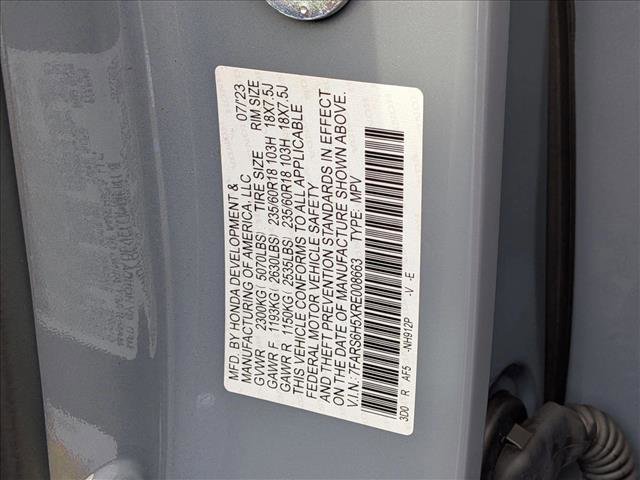 MFD. BY HONDA DEVELOPMENT &
MANUFACTURING OF AMERICA, LLC 07/'23
GVWR 2300KG( 5070LBS) TIRE SIZE RIM SIZE
GAWR F 1193KG( 2630LBS) 235/60R18 103H 18X7.5J
GAWR R 1150KG( 2535LBS) 235/60R18 103H 18X7.5J
THIS VEHICLE CONFORMS TO ALL APPLICABLE
FEDERAL MOTOR VEHICLE SAFETY
AND THEFT PREVENTION STANDARDS IN EFFECT
ON THE DATE OF MANUFACTURE SHOWN ABOVE.
V.I.N.: 7FARS6H5XRE008663 TYPE: MPV
3D0 R AF5 -NH912P -V -E